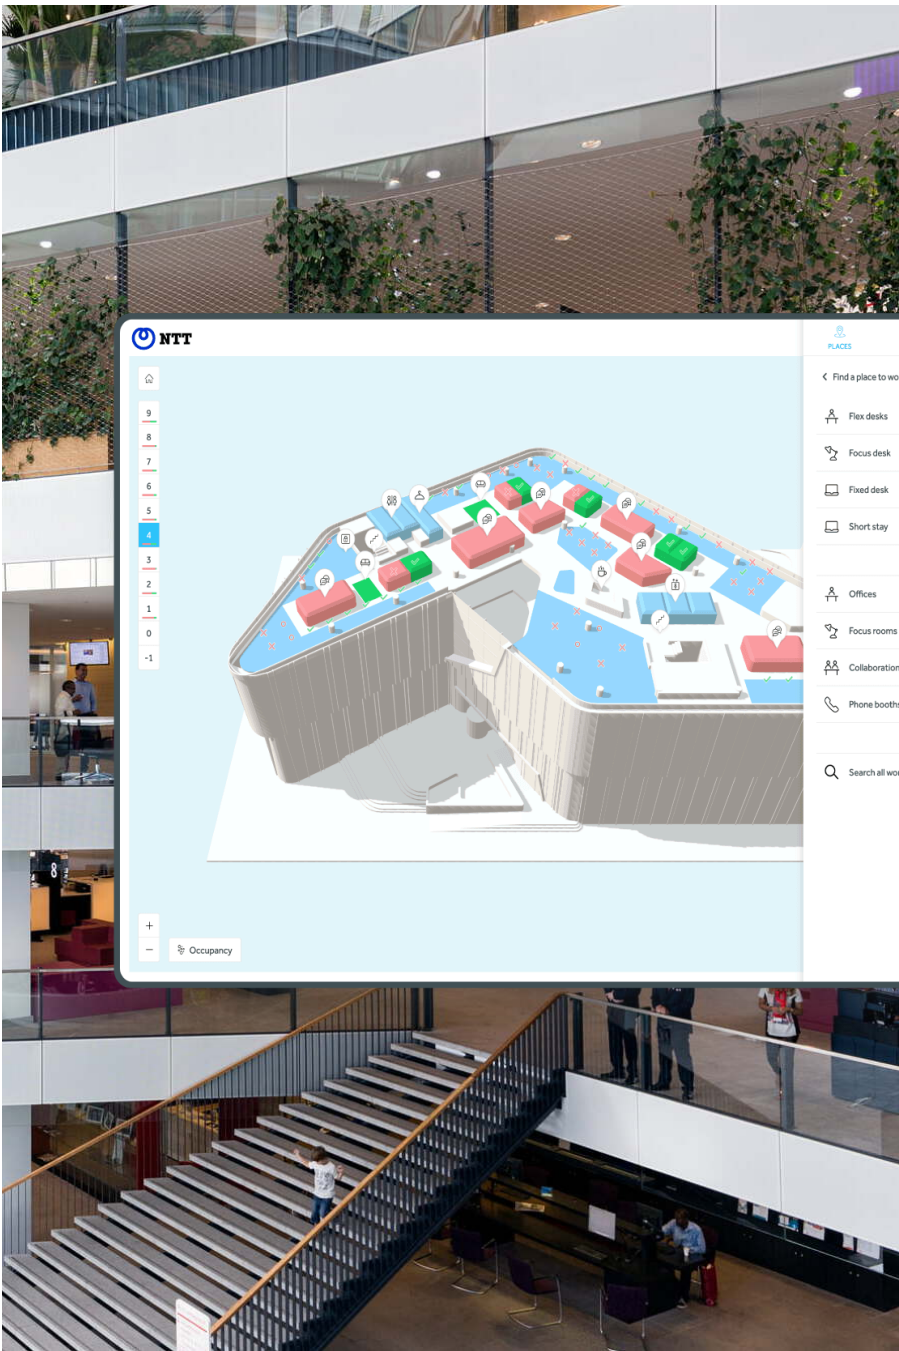 NTT
PLACES
Find a place to wo
9
8
7
6
5
4
3
2
1
0
-1
Flex desks
Focus desk
Fixed desk
Short stay
Offices
Focus rooms
Collaboration
Phone booths
Search all wor
+
−
Occupancy